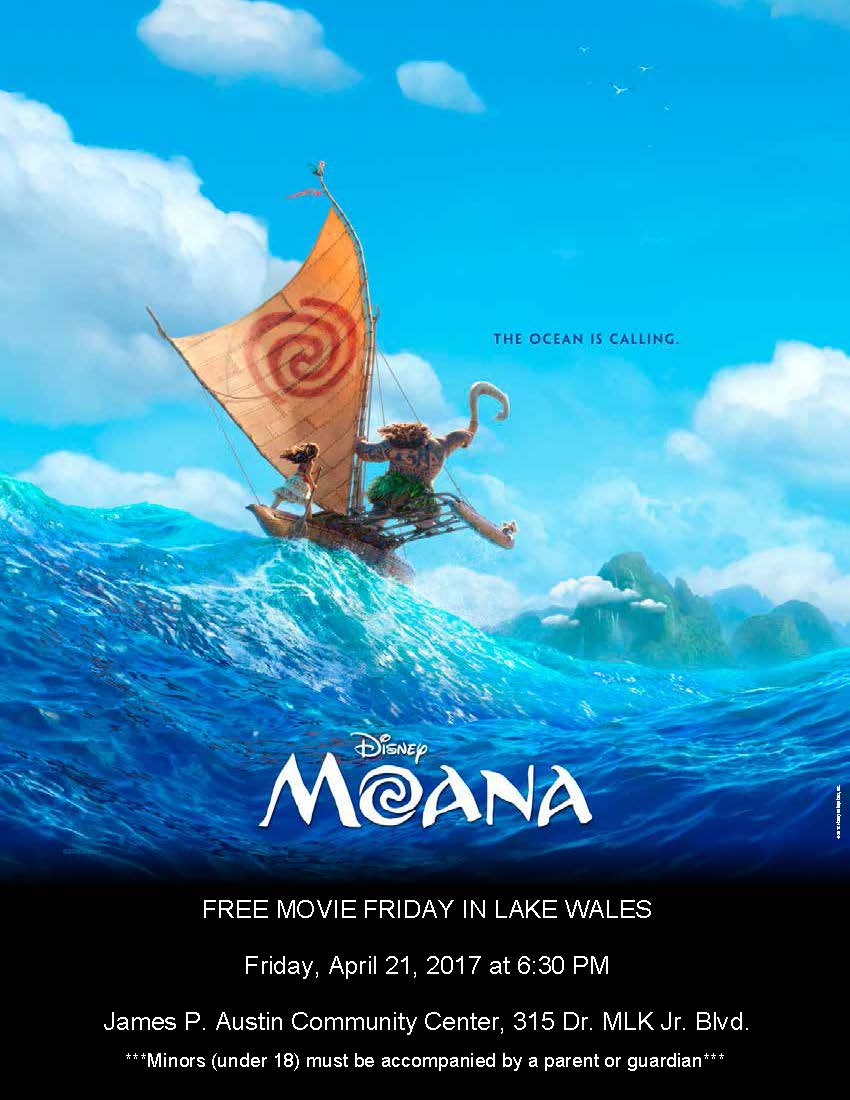 THE OCEAN IS CALLING.
Disney
MOANA
FREE MOVIE FRIDAY IN LAKE WALES
Friday, April 21, 2017 at 6:30 PM
James P. Austin Community Center, 315 Dr. MLK Jr. Blvd.
***Minors (under 18) must be accompanied by a parent or guardian***